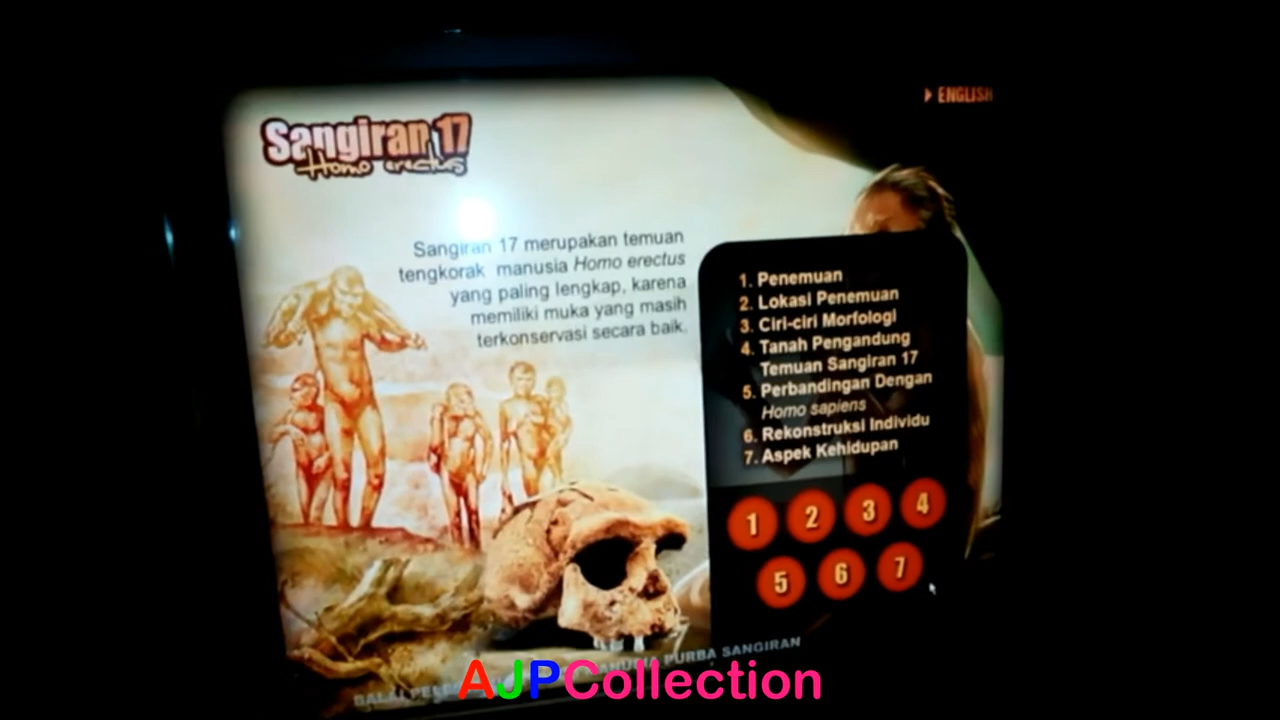 ENGLISH
Sangiran 17
Homo erectus
Sangiran 17 merupakan temuan
tengkorak manusia Homo erectus
yang paling lengkap, karena
memiliki muka yang masih
terkonservasi secara baik.
1. Penemuan
2. Lokasi Penemuan
3. Ciri-ciri Morfologi
4. Tanah Pengandung
Temuan Sangiran 17
5. Perbandingan Dengan
Homo sapiens
6. Rekonstruksi Individu
7. Aspek Kehidupan
1 2 3 4
5 6 7
BALAI PURBA SANGIRAN
AJPCollection